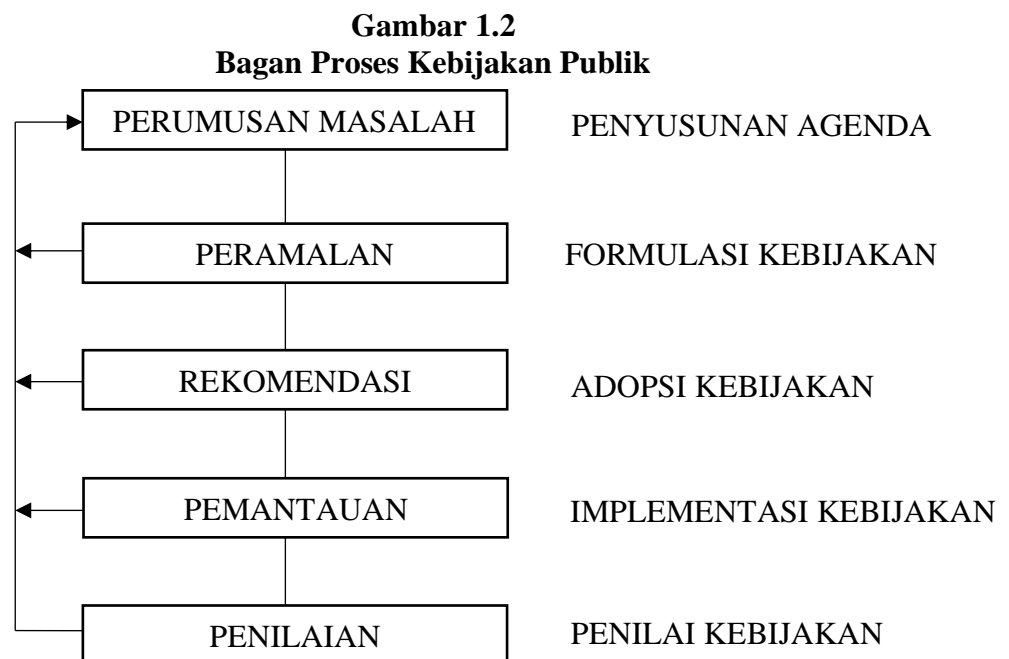 Gambar 1.2
Bagan Proses Kebijakan Publik
PERUMUSAN MASALAH
PENYUSUNAN AGENDA
PERAMALAN
FORMULASI KEBIJAKAN
REKOMENDASI
ADOPSI KEBIJAKAN
PEMANTAUAN
IMPLEMENTASI KEBIJAKAN
PENILAIAN
PENILAI KEBIJAKAN